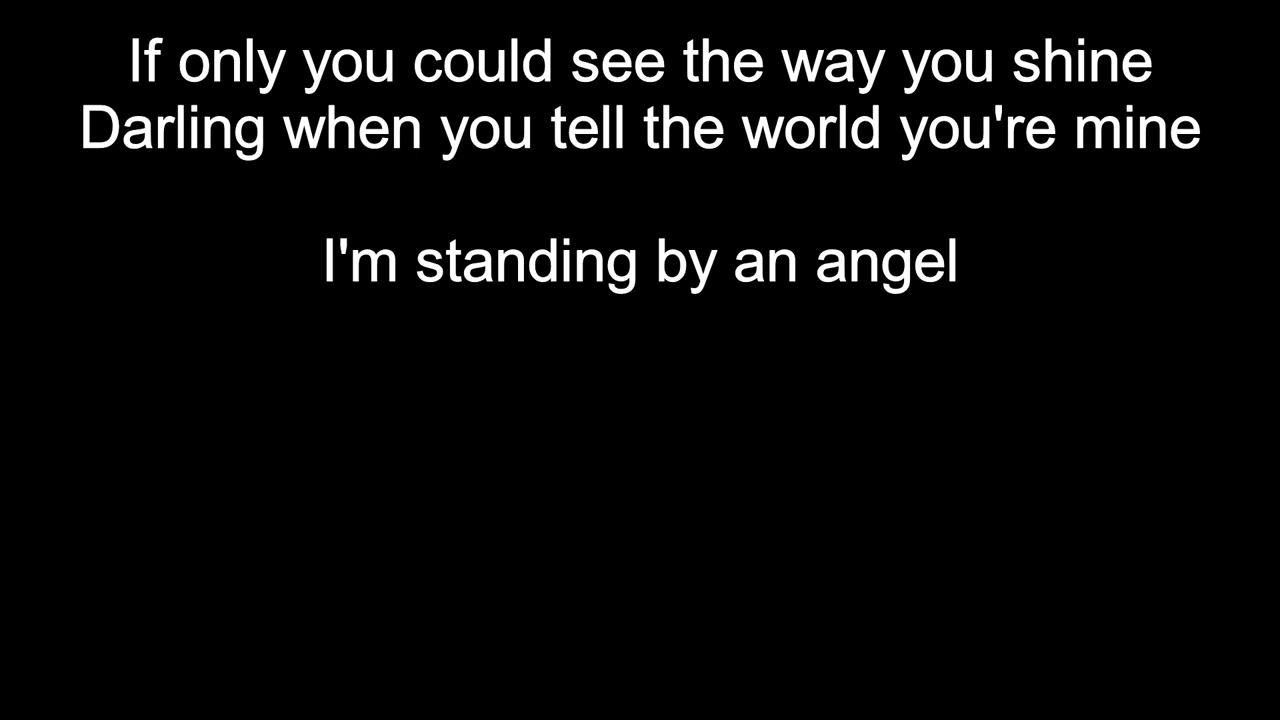 If only you could see the way you shine
Darling when you tell the world you're mine
I'm standing by an angel